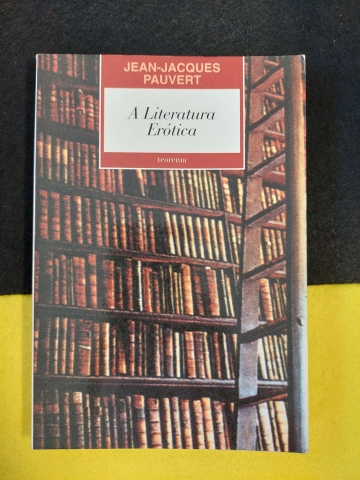 JEAN-JACQUES
PAUVERT
A Literatura
Erótica
teorema